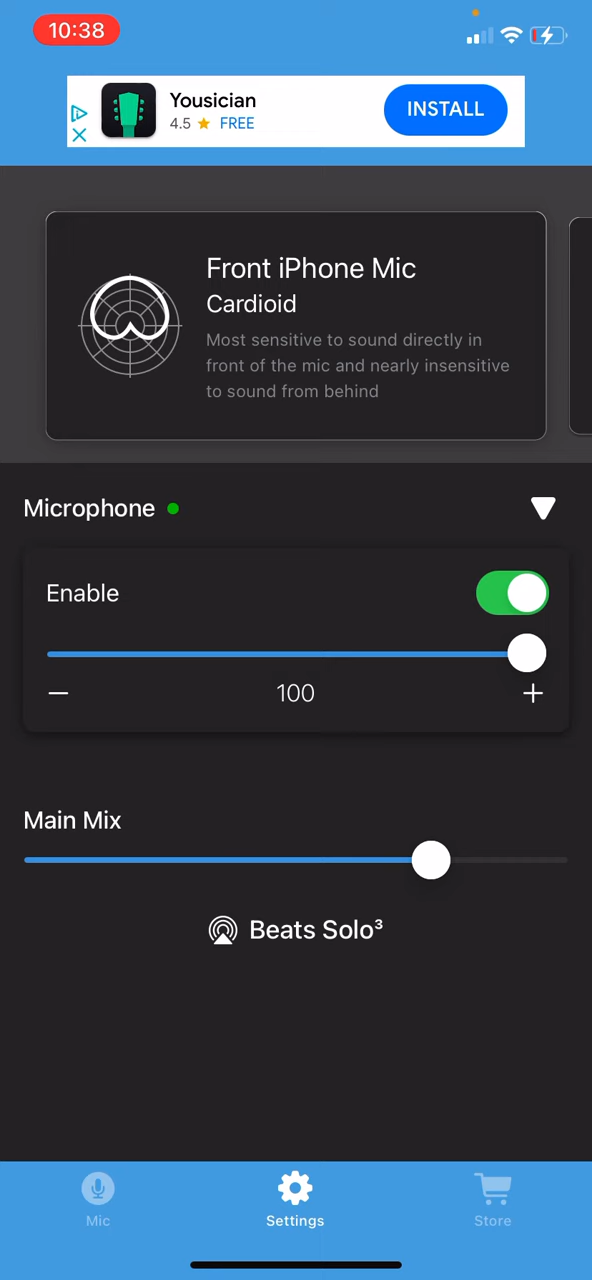 10:38
Yousician
4.5 ★ FREE
INSTALL
Front iPhone Mic
Cardioid
Most sensitive to sound directly in
front of the mic and nearly insensitive
to sound from behind
Microphone
Enable
100
Main Mix
Beats Solo³
Mic
Settings
Store